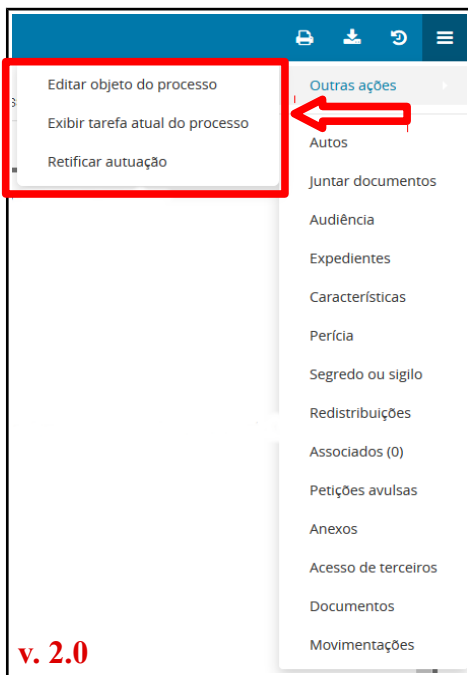 Editar objeto do processo
Exibir tarefa atual do processo
Retificar autuação
Outras ações
Autos
Juntar documentos
Audiência
Expedientes
Características
Perícia
Segredo ou sigilo
Redistribuições
Associados (0)
Petições avulsas
Anexos
Acesso de terceiros
Documentos
Movimentações
v. 2.0